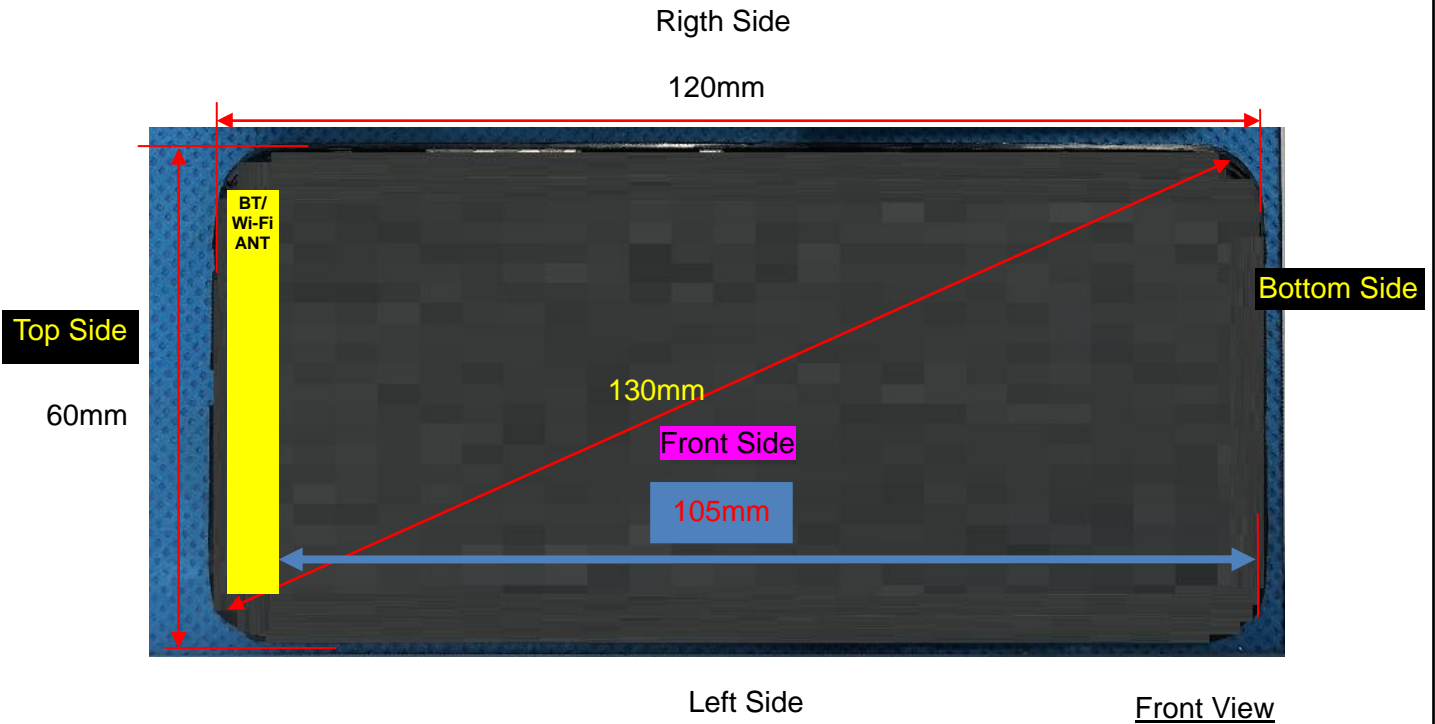 Rigth Side
120mm
BT/
Wi-Fi
ANT
Bottom Side
Top Side
130mm
60mm
Front Side
105mm
Left Side
Front View